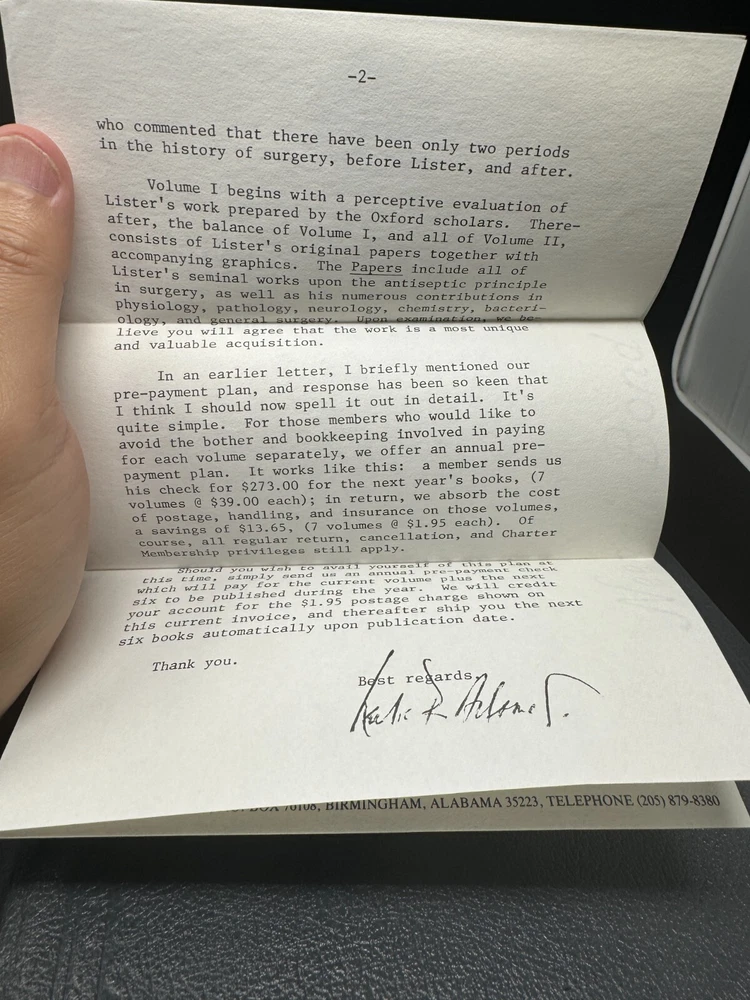 -2-
who commented that there have been only two periods
in the history of surgery, before Lister, and after.
Volume I begins with a perceptive evaluation of
Lister's work prepared by the Oxford scholars. There-
after, the balance of Volume I, and all of Volume II,
consists of Lister's original papers together with
accompanying graphics. The Papers include all of
Lister's seminal works upon the antiseptic principle
in surgery, as well as his numerous contributions in
physiology, pathology, neurology, chemistry, bacteri-
ology, and general surgery. Upon examination, we be-
lieve you will agree that the work is a most unique
and valuable acquisition.
In an earlier letter, I briefly mentioned our
pre-payment plan, and response has been so keen that
I think I should now spell it out in detail. It's
quite simple. For those members who would like to
avoid the bother and bookkeeping involved in paying
for each volume separately, we offer an annual pre-
payment plan. It works like this: a member sends us
his check for $273.00 for the next year's books, (7
volumes @ $39.00 each); in return, we absorb the cost
of postage, handling, and insurance on those volumes,
a savings of $13.65, (7 volumes @ $1.95 each). Of
course, all regular return, cancellation, and Charter
Membership privileges still apply.
Should you wish to avail yourself of this plan at
this time, simply send us an annual pre-payment check
which will pay for the current volume plus the next
six to be published during the year. We will credit
your account for the $1.95 postage charge shown on
this current invoice, and thereafter ship you the next
six books automatically upon publication date.
Thank you.
Best regards,
BOX 76108, BIRMINGHAM, ALABAMA 35223, TELEPHONE (205) 879-8380